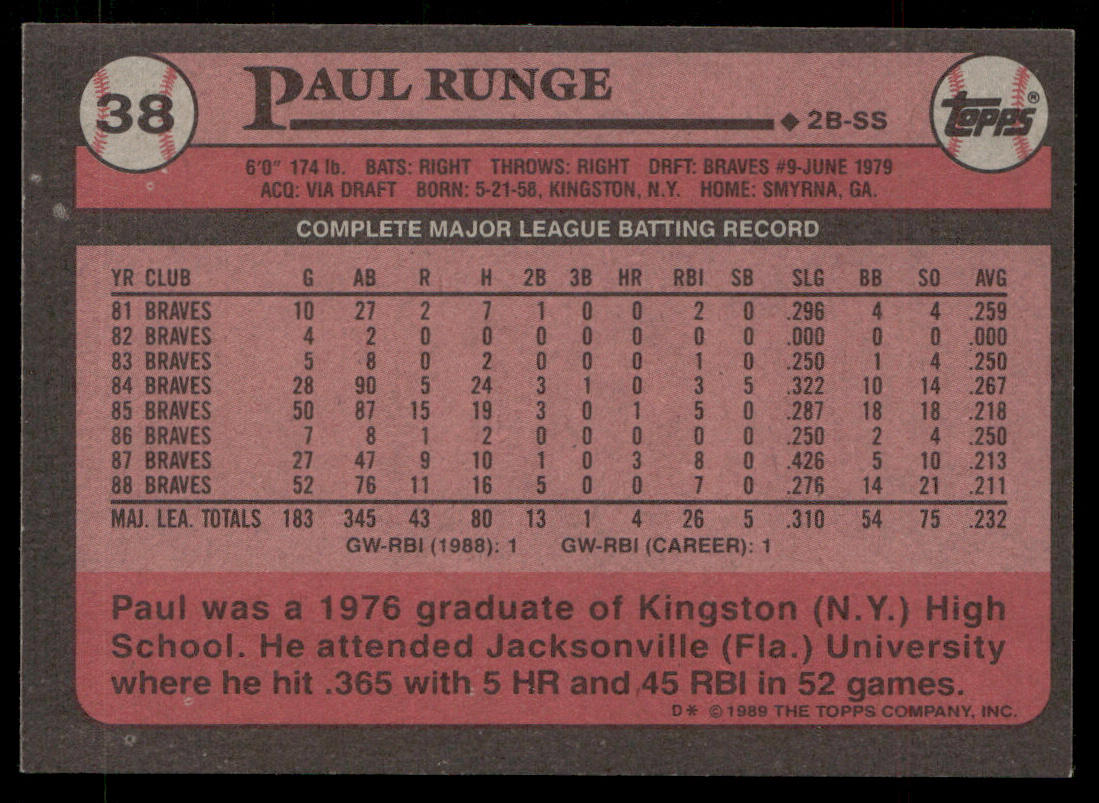 38
PAUL RUNGE
◆ 2B-SS
TOPPS®
6'0" 174 lb. BATS: RIGHT THROWS: RIGHT DRFT: BRAVES #9-JUNE 1979
ACQ: VIA DRAFT BORN: 5-21-58, KINGSTON, N.Y. HOME: SMYRNA, GA.
COMPLETE MAJOR LEAGUE BATTING RECORD
YR CLUB G AB R H 2B 3B HR RBI SB SLG BB SO AVG
81 BRAVES 10 27 2 7 1 0 0 2 0 .296 4 4 .259
82 BRAVES 4 2 0 0 0 0 0 0 0 .000 0 0 .000
83 BRAVES 5 8 0 2 0 0 0 1 0 .250 1 4 .250
84 BRAVES 28 90 5 24 3 1 0 3 5 .322 10 14 .267
85 BRAVES 50 87 15 19 3 0 1 5 0 .287 18 18 .218
86 BRAVES 7 8 1 2 0 0 0 0 0 .250 2 4 .250
87 BRAVES 27 47 9 10 1 0 3 8 0 .426 5 10 .213
88 BRAVES 52 76 11 16 5 0 0 7 0 .276 14 21 .211
MAJ. LEA. TOTALS 183 345 43 80 13 1 4 26 5 .310 54 75 .232
GW-RBI (1988): 1 GW-RBI (CAREER): 1
Paul was a 1976 graduate of Kingston (N.Y.) High
School. He attended Jacksonville (Fla.) University
where he hit .365 with 5 HR and 45 RBI in 52 games.
D* ©1989 THE TOPPS COMPANY, INC.